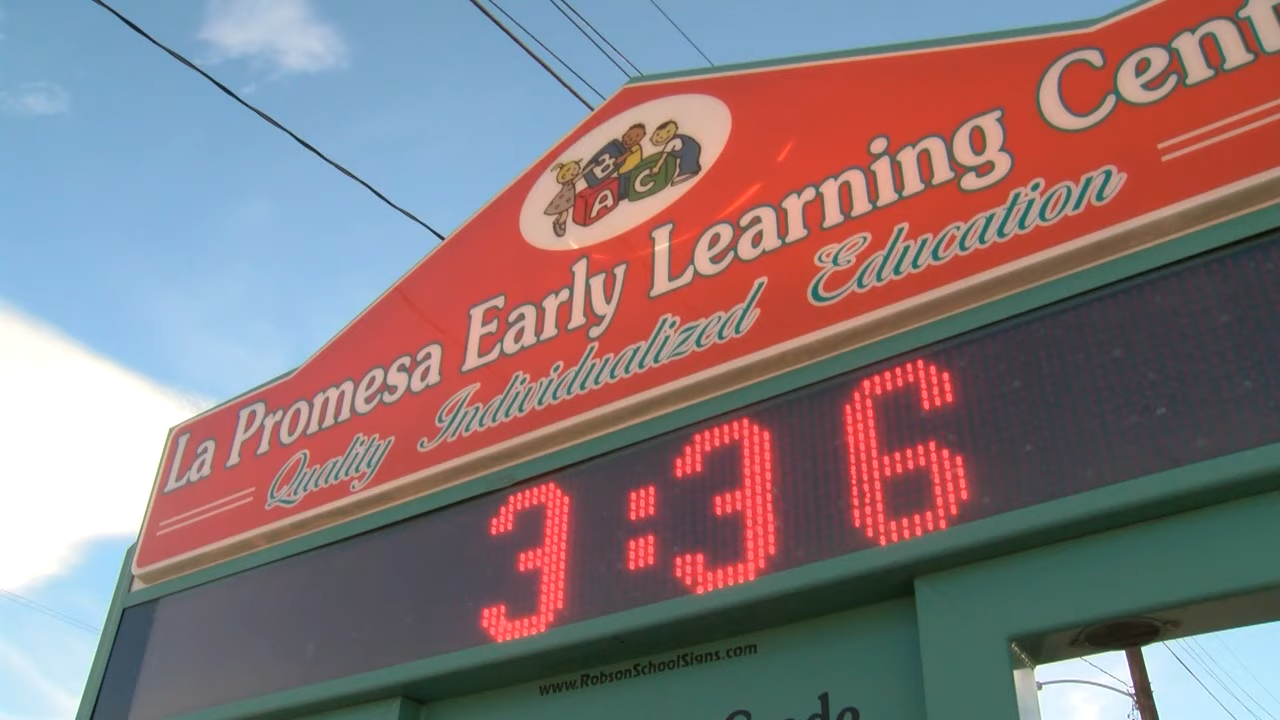 B
A C
La Promesa Early Learning Cent
Quality Individualized Education
3:36
www.RobsonSchoolSigns.com